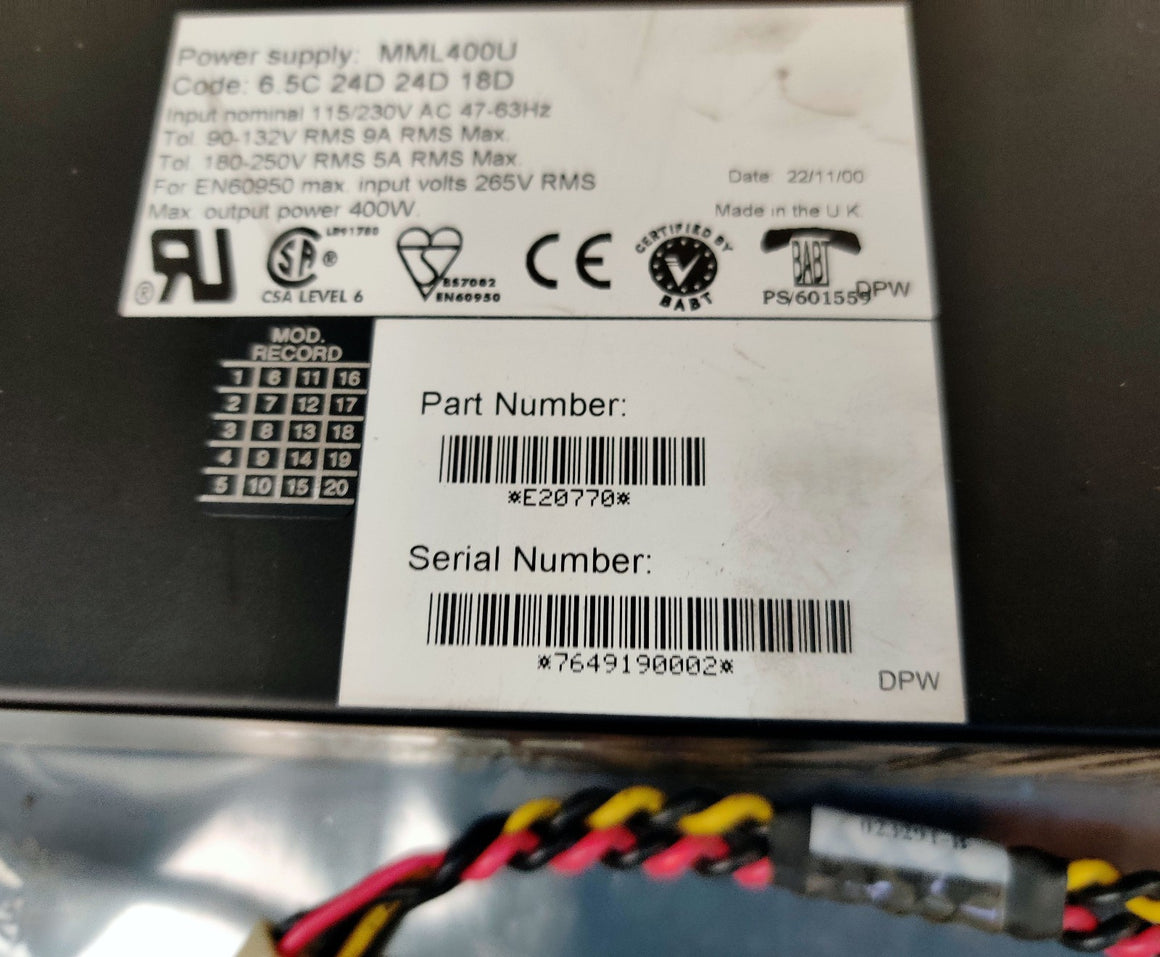 Power supply: MML400U
Code: 6.5C 24D 24D 18D
Input nominal 115/230V AC 47-63Hz
Tol. 90-132V RMS 9A RMS Max.
Tol. 180-250V RMS 5A RMS Max.
For EN60950 max. input volts 265V RMS
Max. output power 400W.
Date: 22/11/00
Made in the U.K.
LR91780
SA ®
CSA LEVEL 6
BS7002
EN60950
CE
CERTIFIED BY
BABT
BABT
PS/601559
DPW
®
MOD.
RECORD
1 6 11 16
2 7 12 17
3 8 13 18
4 9 14 19
5 10 15 20
Part Number:
*E20770*
Serial Number:
*7649190002*
DPW